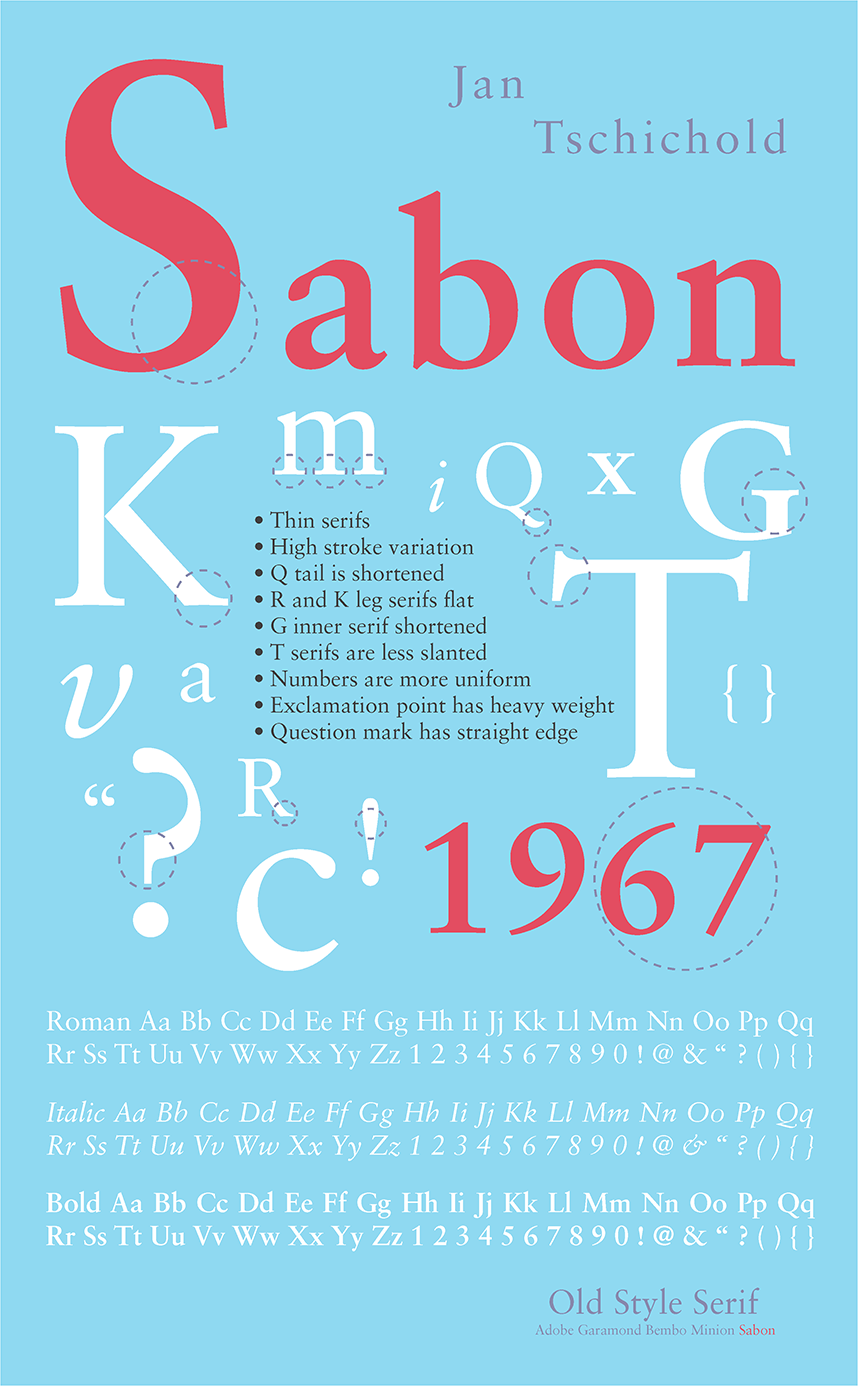 Jan
Tschichold
Sabon
K m i Q x G
• Thin serifs
• High stroke variation
• Q tail is shortened
• R and K leg serifs flat
• G inner serif shortened
• T serifs are less slanted
• Numbers are more uniform
• Exclamation point has heavy weight
• Question mark has straight edge
T
v a { }
“ ? R C !
1967
Roman Aa Bb Cc Dd Ee Ff Gg Hh Ii Jj Kk Ll Mm Nn Oo Pp Qq
Rr Ss Tt Uu Vv Ww Xx Yy Zz 1 2 3 4 5 6 7 8 9 0 ! @ & “ ? ( ) { }
Italic Aa Bb Cc Dd Ee Ff Gg Hh Ii Jj Kk Ll Mm Nn Oo Pp Qq
Rr Ss Tt Uu Vv Ww Xx Yy Zz 1 2 3 4 5 6 7 8 9 0 ! @ & “ ? ( ) { }
Bold Aa Bb Cc Dd Ee Ff Gg Hh Ii Jj Kk Ll Mm Nn Oo Pp Qq
Rr Ss Tt Uu Vv Ww Xx Yy Zz 1 2 3 4 5 6 7 8 9 0 ! @ & “ ? ( ) { }
Old Style Serif
Adobe Garamond Bembo Minion Sabon